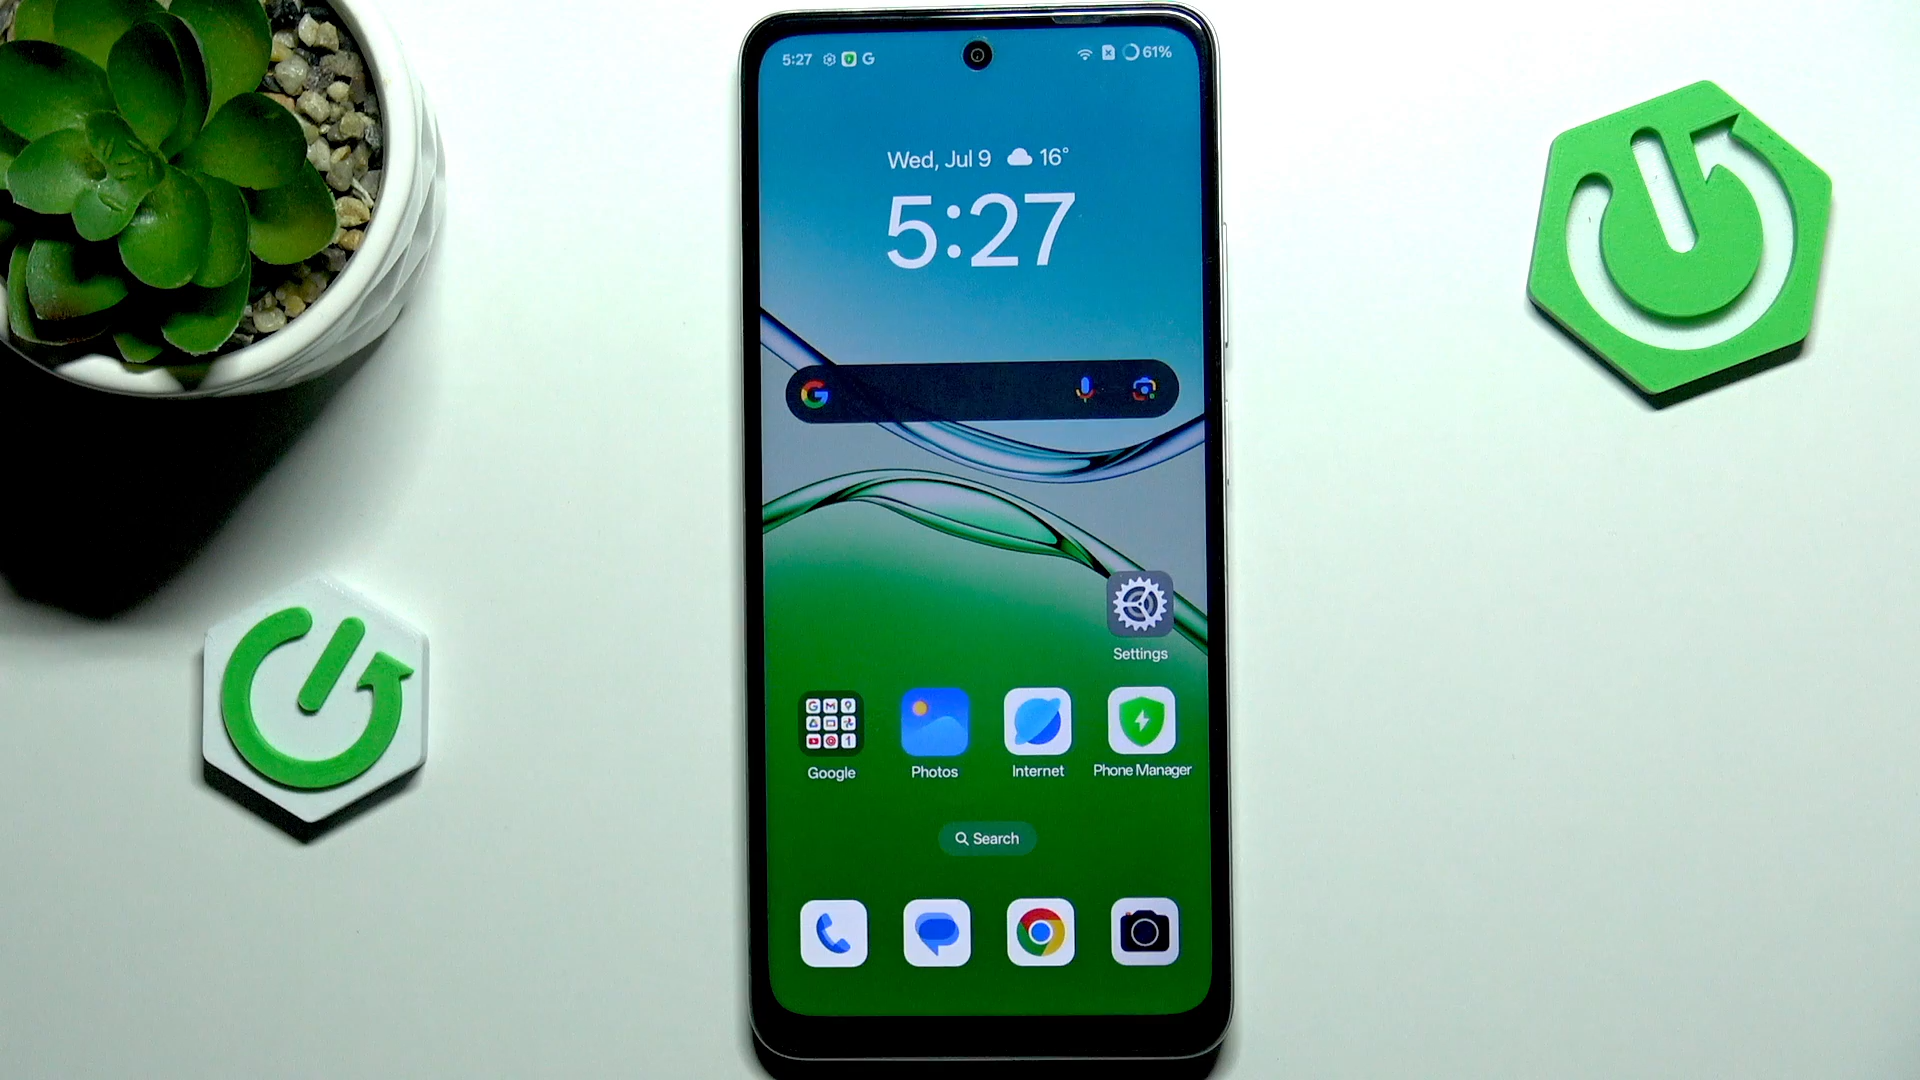 5:27 G 61%
Wed, Jul 9 16°
5:27
G
Settings
Google Photos Internet Phone Manager
Search